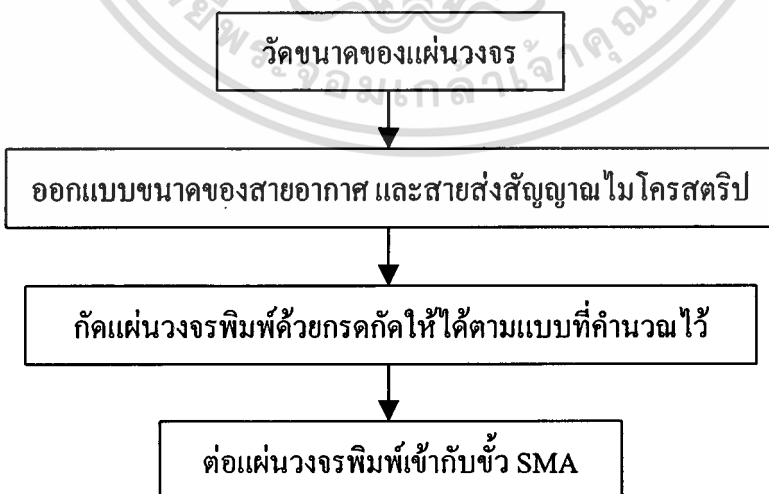 วัดขนาดของแผ่นวงจร
ออกแบบขนาดของสายอากาศ และสายส่งสัญญาณไมโครสตริป
กัดแผ่นวงจรพิมพ์ด้วยกรดกัดให้ได้ตามแบบที่คำนวณไว้
ต่อแผ่นวงจรพิมพ์เข้ากับขั้ว SMA